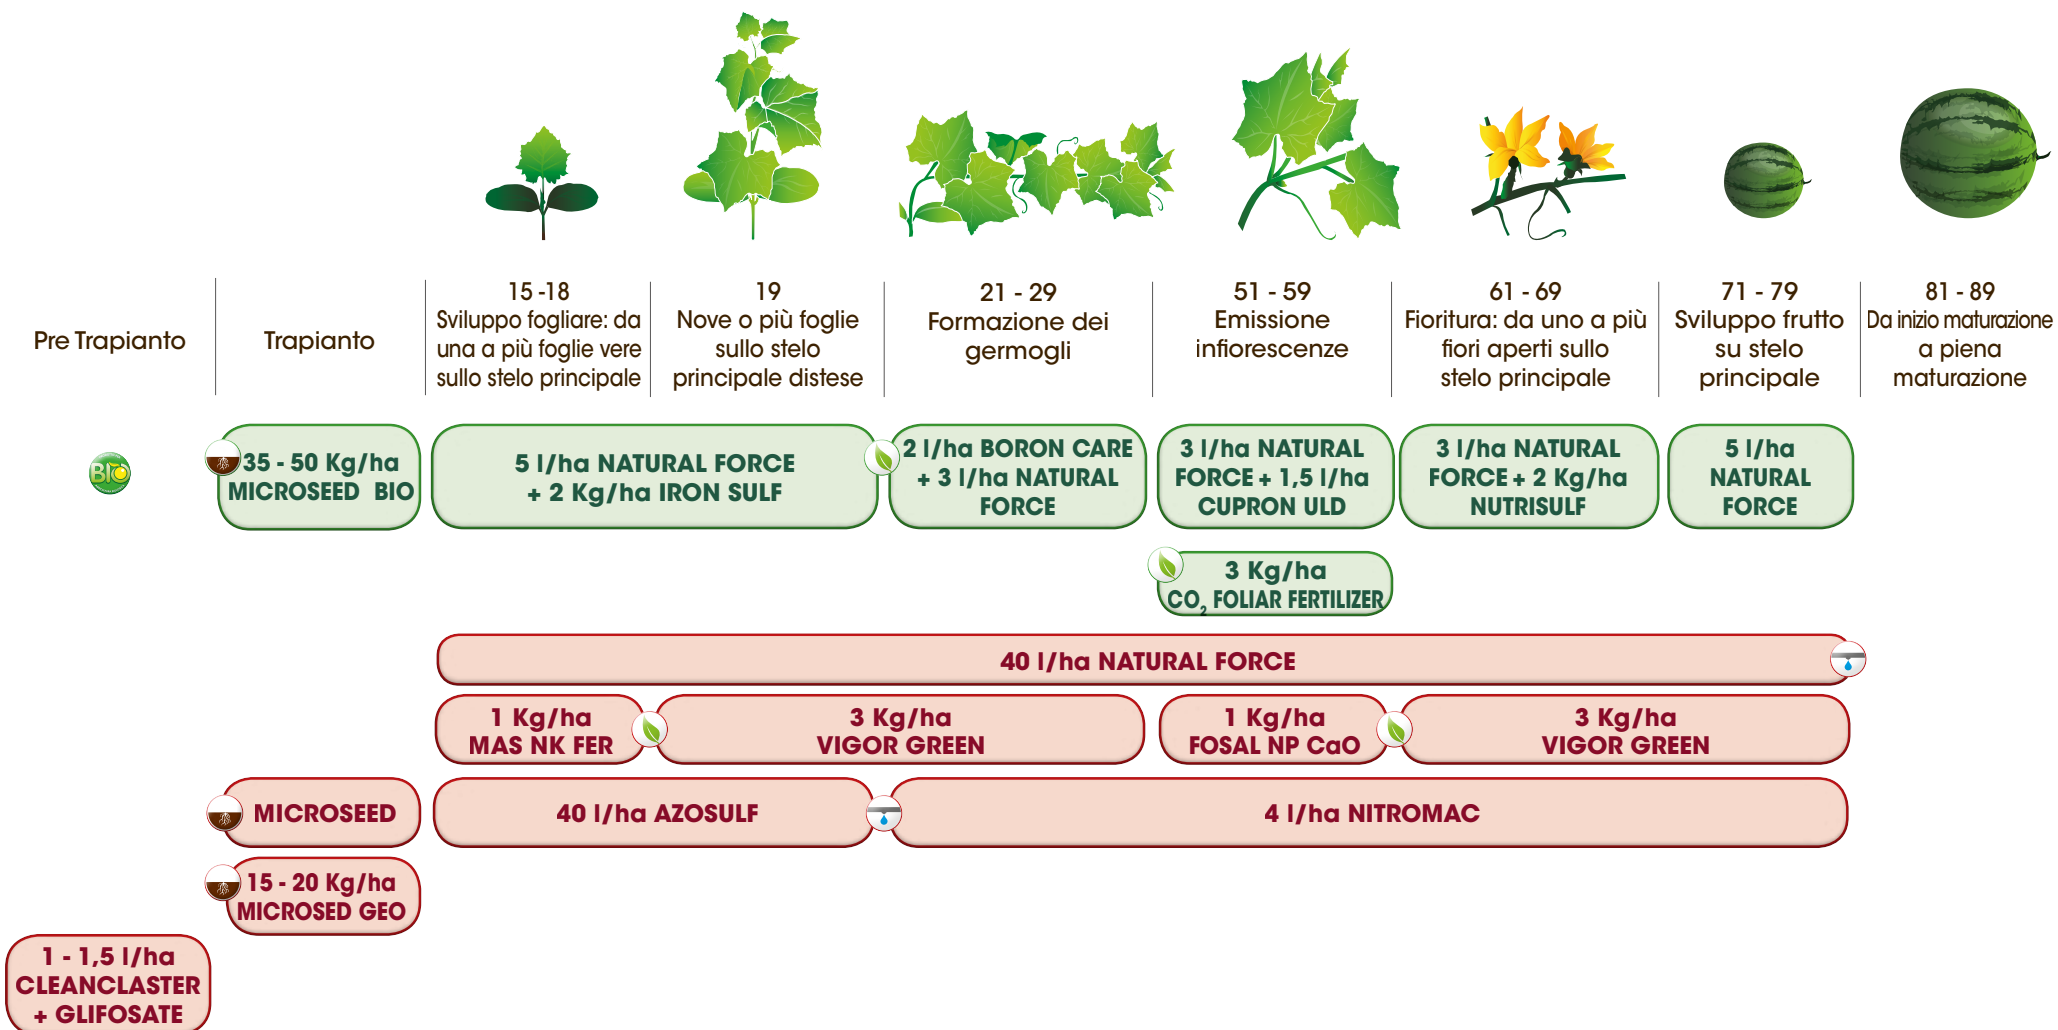 Pre Trapianto
Trapianto
15 -18
Sviluppo fogliare: da
una a più foglie vere
sullo stelo principale
19
Nove o più foglie
sullo stelo
principale distese
21 - 29
Formazione dei
germogli
51 - 59
Emissione
infiorescenze
61 - 69
Fioritura: da uno a più
fiori aperti sullo
stelo principale
71 - 79
Sviluppo frutto
su stelo
principale
81 - 89
Da inizio maturazione
a piena
maturazione
BIO
35 - 50 Kg/ha
MICROSEED BIO
5 l/ha NATURAL FORCE
+ 2 Kg/ha IRON SULF
2 l/ha BORON CARE
+ 3 l/ha NATURAL
FORCE
3 l/ha NATURAL
FORCE + 1,5 l/ha
CUPRON ULD
3 l/ha NATURAL
FORCE + 2 Kg/ha
NUTRISULF
5 l/ha
NATURAL
FORCE
3 Kg/ha
CO₂ FOLIAR FERTILIZER
40 l/ha NATURAL FORCE
1 Kg/ha
MAS NK FER
3 Kg/ha
VIGOR GREEN
1 Kg/ha
FOSAL NP CaO
3 Kg/ha
VIGOR GREEN
MICROSEED
40 l/ha AZOSULF
4 l/ha NITROMAC
15 - 20 Kg/ha
MICROSED GEO
1 - 1,5 l/ha
CLEANCLASTER
+ GLIFOSATE